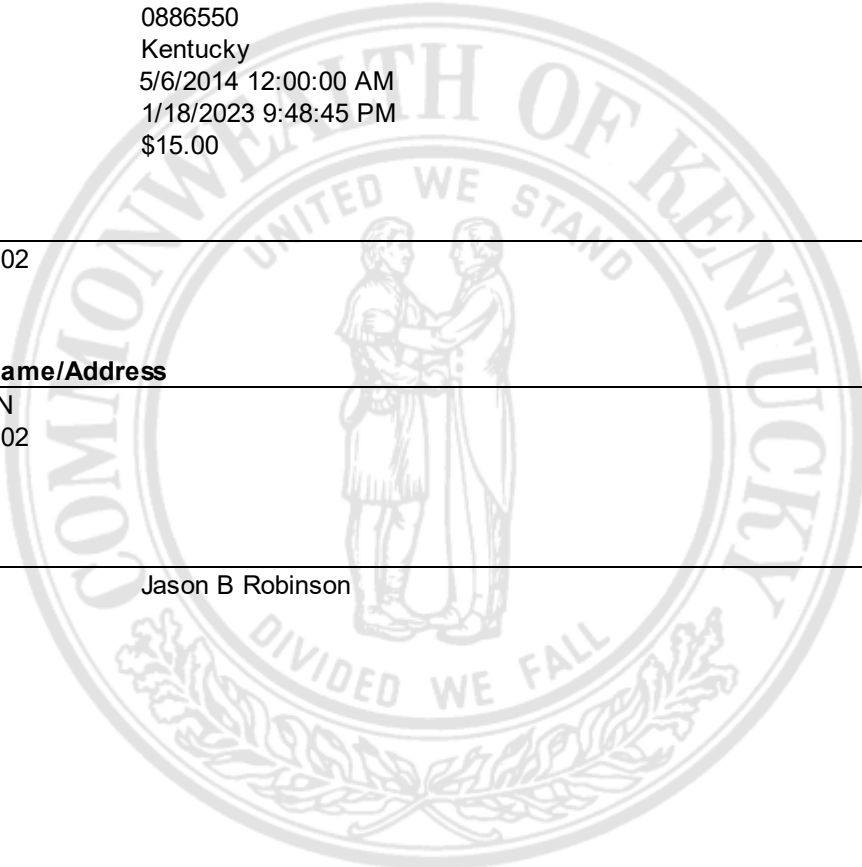 0886550
Kentucky
5/6/2014 12:00:00 AM
1/18/2023 9:48:45 PM
$15.00
02
ame/Address
N
02
Jason B Robinson
COMMONWEALTH OF KENTUCKY
UNITED WE STAND
DIVIDED WE FALL